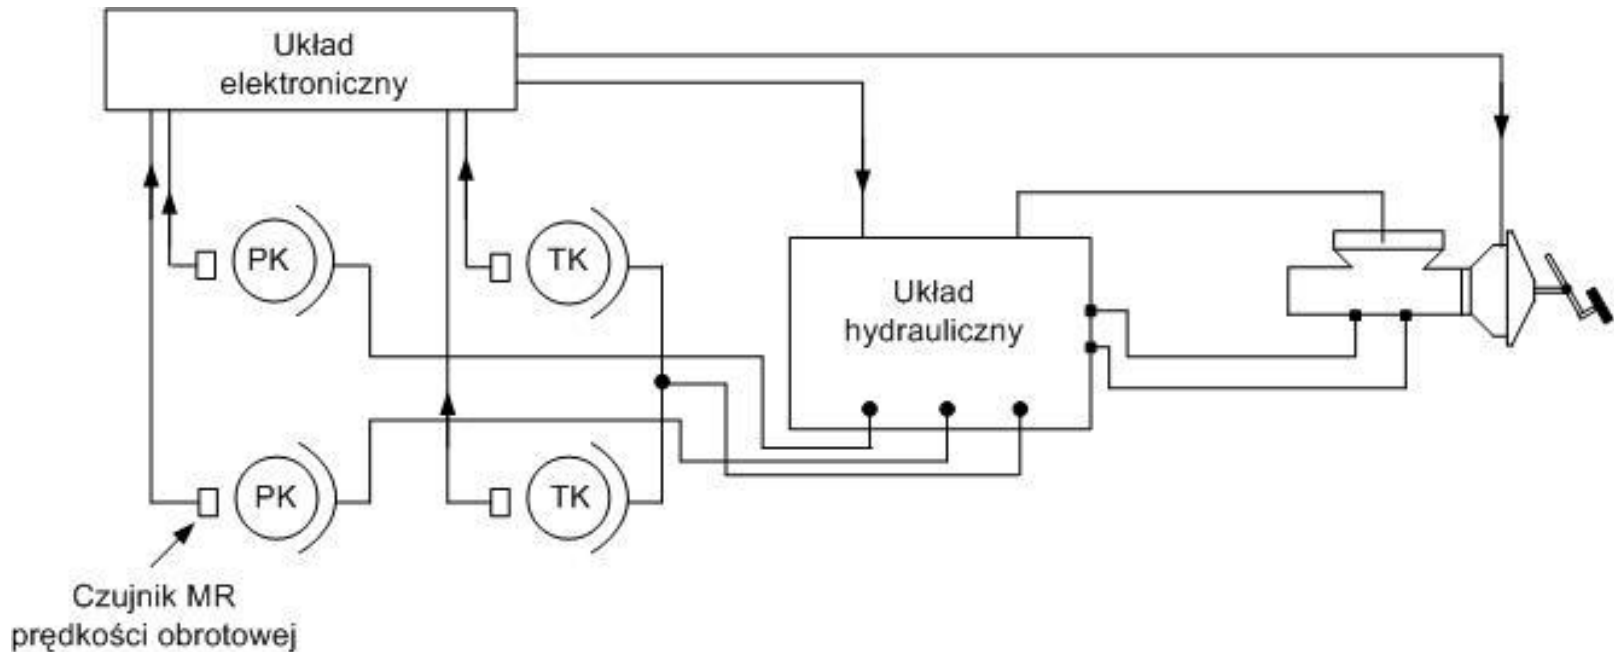 Układ
elektroniczny
PK
TK
Układ
hydrauliczny
PK
TK
Czujnik MR
prędkości obrotowej